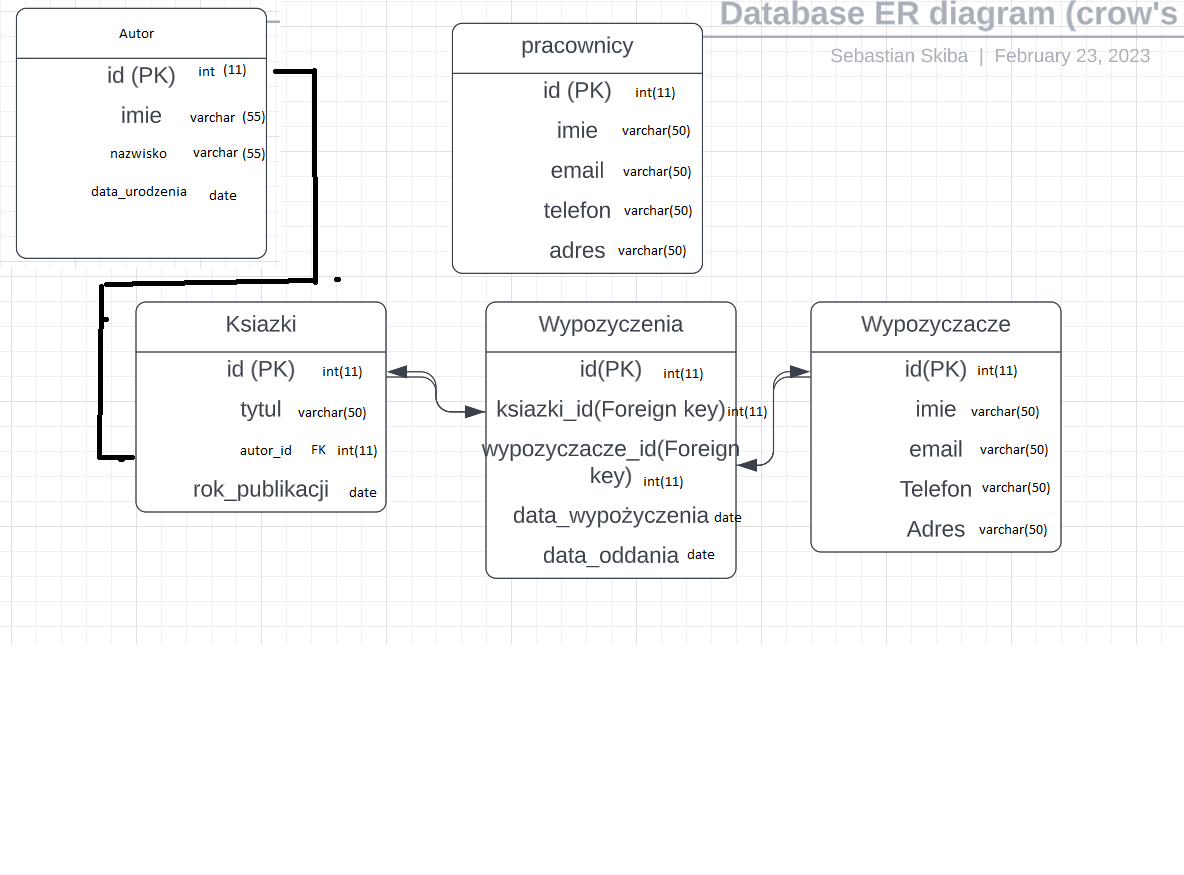 Database ER diagram (crow's
Sebastian Skiba | February 23, 2023
Autor
id (PK) int (11)
imie varchar (55)
nazwisko varchar (55)
data_urodzenia date
pracownicy
id (PK) int(11)
imie varchar(50)
email varchar(50)
telefon varchar(50)
adres varchar(50)
Ksiazki
id (PK) int(11)
tytul varchar(50)
autor_id FK int(11)
rok_publikacji date
Wypozyczenia
id(PK) int(11)
ksiazki_id(Foreign key) int(11)
wypozyczacze_id(Foreign
key) int(11)
data_wypożyczenia date
data_oddania date
Wypozyczacze
id(PK) int(11)
imie varchar(50)
email varchar(50)
Telefon varchar(50)
Adres varchar(50)